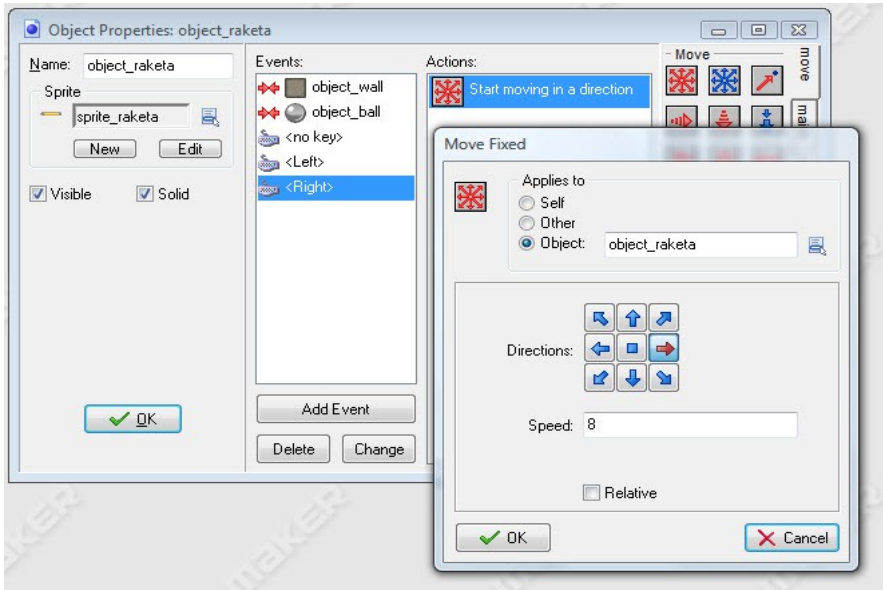 Object Properties: object_raketa
Name: object_raketa
Sprite
sprite_raketa
New
Edit
Visible
Solid
OK
Events:
object_wall
object_ball
<no key>
<Left>
<Right>
Add Event
Delete
Change
Actions:
Start moving in a direction
Move
move
Move Fixed
Applies to
Self
Other
Object: object_raketa
Directions:
Speed: 8
Relative
OK
Cancel
MAKER